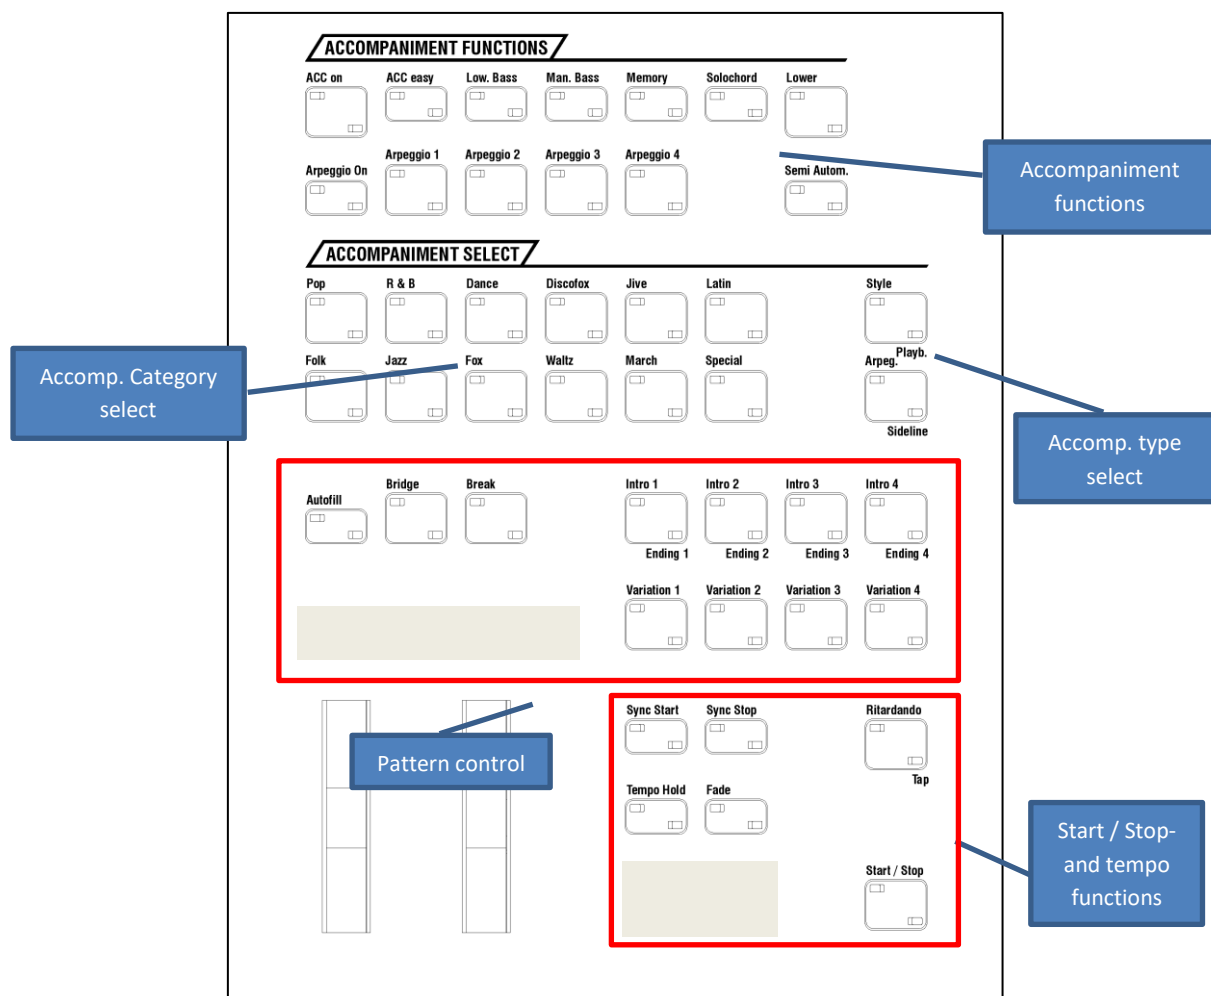 ACCOMPANIMENT FUNCTIONS
ACC on ACC easy Low. Bass Man. Bass Memory Solochord Lower
Arpeggio On Arpeggio 1 Arpeggio 2 Arpeggio 3 Arpeggio 4 Semi Autom.
Accompaniment
functions
ACCOMPANIMENT SELECT
Pop R & B Dance Discofox Jive Latin Style
Playb.
Folk Jazz Fox Waltz March Special Arpeg.
Sideline
Accomp. Category
select
Accomp. type
select
Autofill Bridge Break Intro 1 Intro 2 Intro 3 Intro 4
Ending 1 Ending 2 Ending 3 Ending 4
Variation 1 Variation 2 Variation 3 Variation 4
Pattern control
Sync Start Sync Stop Ritardando
Tap
Tempo Hold Fade
Start / Stop
Start / Stop-
and tempo
functions